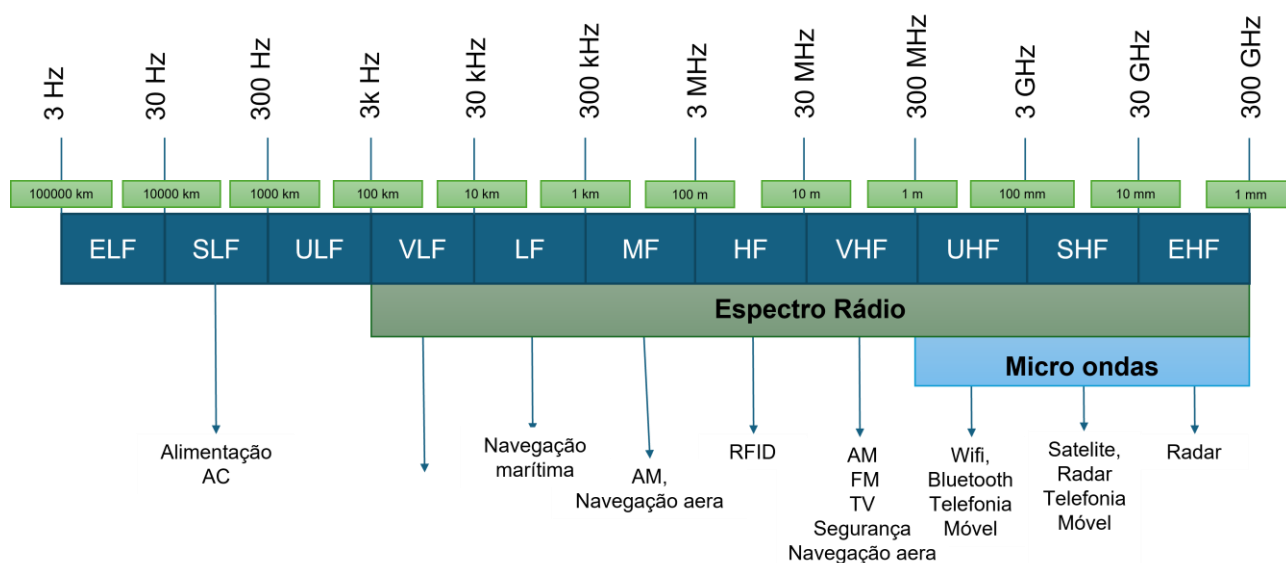 3 Hz
30 Hz
300 Hz
3k Hz
30 kHz
300 kHz
3 MHz
30 MHz
300 MHz
3 GHz
30 GHz
300 GHz
100000 km
10000 km
1000 km
100 km
10 km
1 km
100 m
10 m
1 m
100 mm
10 mm
1 mm
ELF
SLF
ULF
VLF
LF
MF
HF
VHF
UHF
SHF
EHF
Espectro Rádio
Micro ondas
Alimentação
AC
Navegação
marítima
AM,
Navegação aera
RFID
AM
FM
TV
Segurança
Navegação aera
Wifi,
Bluetooth
Telefonia
Móvel
Satelite,
Radar
Telefonia
Móvel
Radar